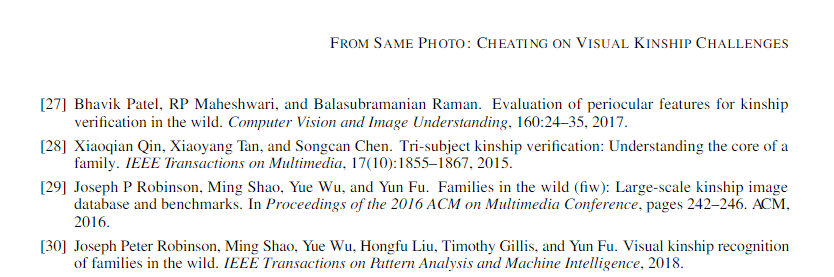 FROM SAME PHOTO: CHEATING ON VISUAL KINSHIP CHALLENGES
[27] Bhavik Patel, RP Maheshwari, and Balasubramanian Raman. Evaluation of periocular features for kinship
verification in the wild. Computer Vision and Image Understanding, 160:24–35, 2017.
[28] Xiaoqian Qin, Xiaoyang Tan, and Songcan Chen. Tri-subject kinship verification: Understanding the core of a
family. IEEE Transactions on Multimedia, 17(10):1855–1867, 2015.
[29] Joseph P Robinson, Ming Shao, Yue Wu, and Yun Fu. Families in the wild (fiw): Large-scale kinship image
database and benchmarks. In Proceedings of the 2016 ACM on Multimedia Conference, pages 242–246. ACM,
2016.
[30] Joseph Peter Robinson, Ming Shao, Yue Wu, Hongfu Liu, Timothy Gillis, and Yun Fu. Visual kinship recognition
of families in the wild. IEEE Transactions on Pattern Analysis and Machine Intelligence, 2018.